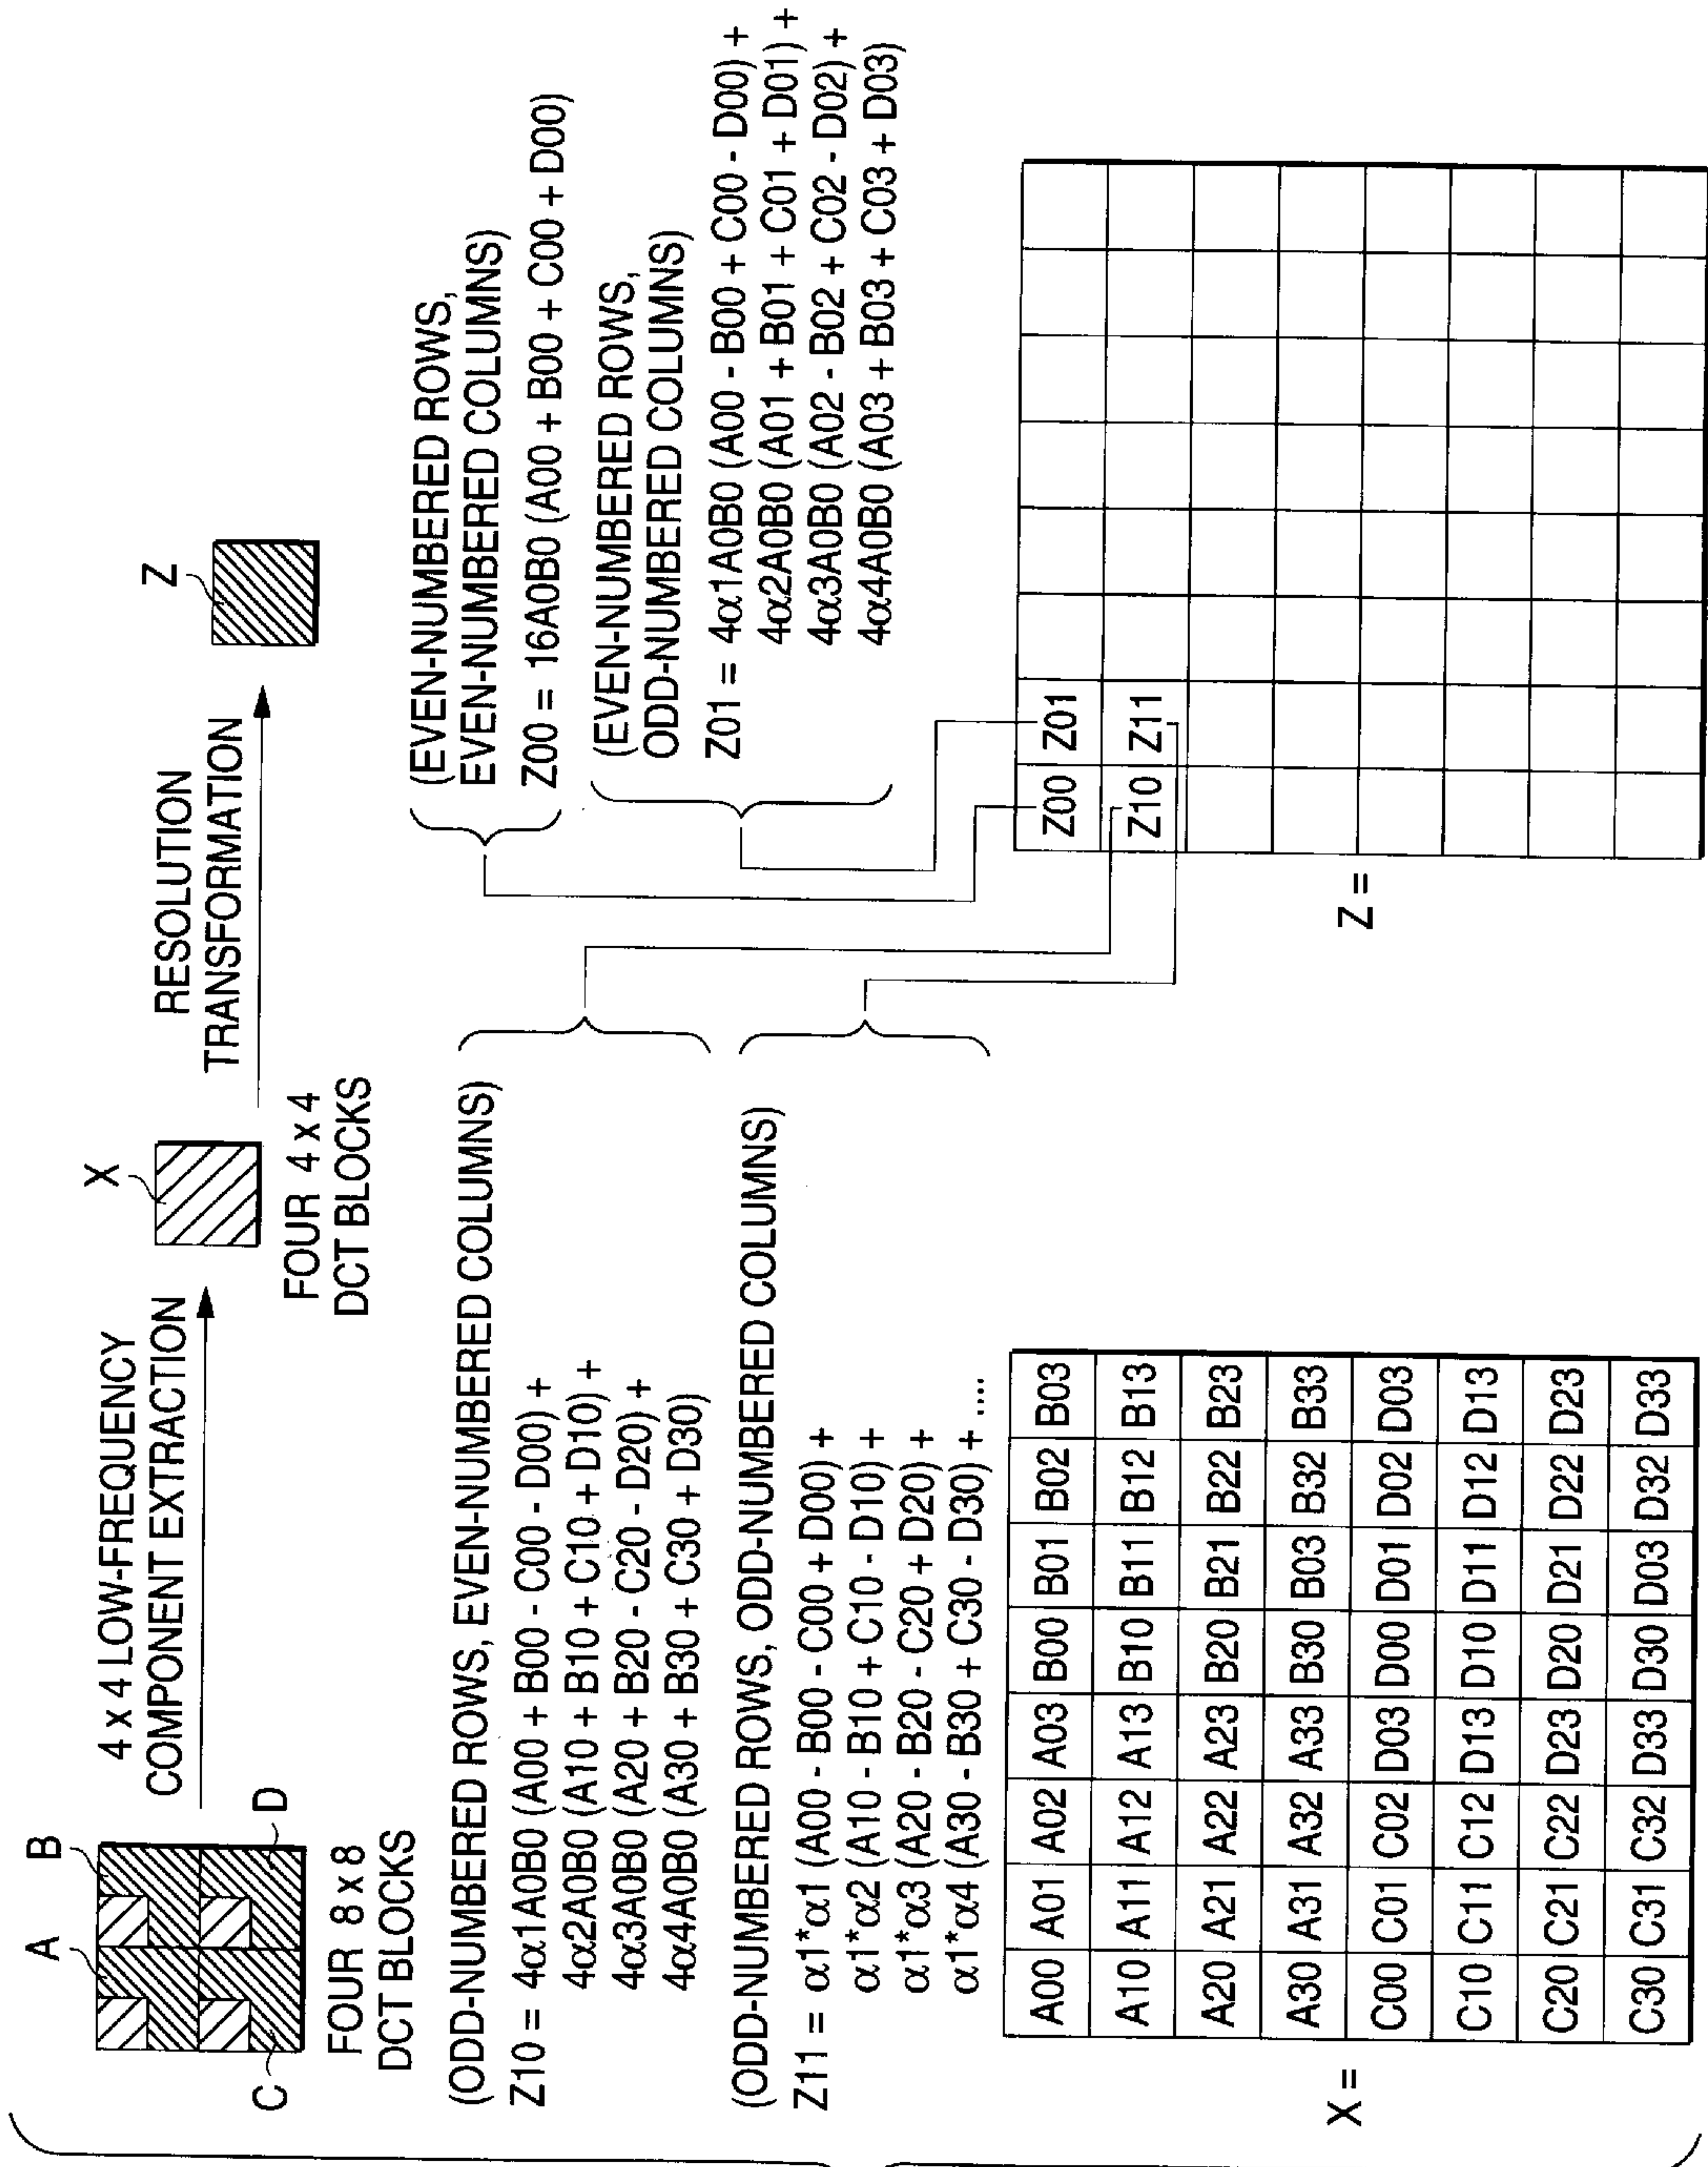 A
B
C
D
FOUR 8 x 8
DCT BLOCKS
4 x 4 LOW-FREQUENCY
COMPONENT EXTRACTION
X
FOUR 4 x 4
DCT BLOCKS
RESOLUTION
TRANSFORMATION
Z
(ODD-NUMBERED ROWS, EVEN-NUMBERED COLUMNS)
Z10 = 4α1A0B0 (A00 + B00 - C00 - D00) +
4α2A0B0 (A10 + B10 + C10 + D10) +
4α3A0B0 (A20 + B20 - C20 - D20) +
4α4A0B0 (A30 + B30 + C30 + D30)
(ODD-NUMBERED ROWS, ODD-NUMBERED COLUMNS)
Z11 = α1*α1 (A00 - B00 - C00 + D00) +
α1*α2 (A10 - B10 + C10 - D10) +
α1*α3 (A20 - B20 - C20 + D20) +
α1*α4 (A30 - B30 + C30 - D30) + ....
(EVEN-NUMBERED ROWS,
EVEN-NUMBERED COLUMNS)
Z00 = 16A0B0 (A00 + B00 + C00 + D00)
(EVEN-NUMBERED ROWS,
ODD-NUMBERED COLUMNS)
Z01 = 4α1A0B0 (A00 - B00 + C00 - D00) +
4α2A0B0 (A01 + B01 + C01 + D01) +
4α3A0B0 (A02 - B02 + C02 - D02) +
4α4A0B0 (A03 + B03 + C03 + D03)
X =
A00 A01 A02 A03 B00 B01 B02 B03
A10 A11 A12 A13 B10 B11 B12 B13
A20 A21 A22 A23 B20 B21 B22 B23
A30 A31 A32 A33 B30 B03 B32 B33
C00 C01 C02 D03 D00 D01 D02 D03
C10 C11 C12 D13 D10 D11 D12 D13
C20 C21 C22 D23 D20 D21 D22 D23
C30 C31 C32 D33 D30 D03 D32 D33
Z =
Z00 Z01
Z10 Z11